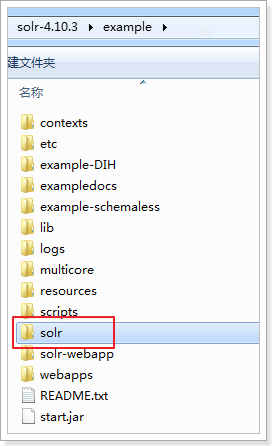 solr-4.10.3 ▸ example ▸
建文件夹
名称
contexts
etc
example-DIH
exampledocs
example-schemaless
lib
logs
multicore
resources
scripts
solr
solr-webapp
webapps
README.txt
start.jar